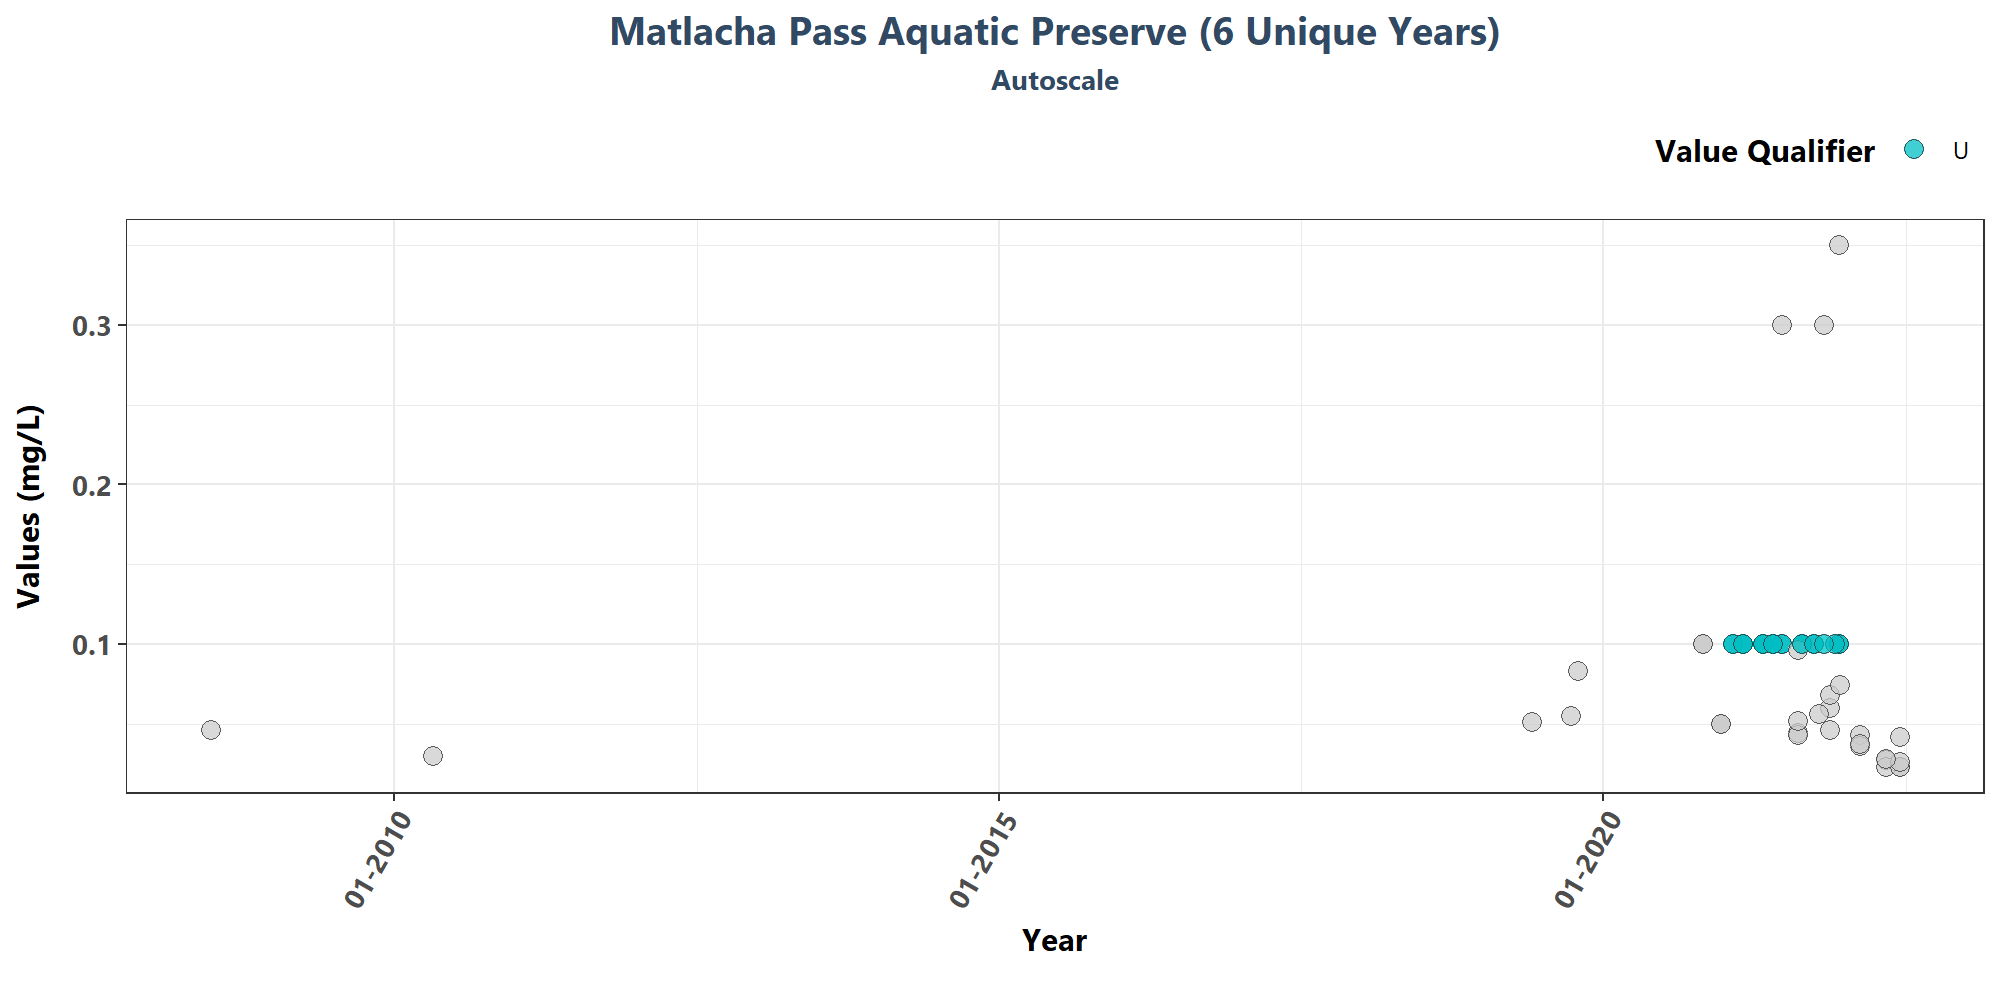 Matlacha Pass Aquatic Preserve (6 Unique Years)
Autoscale
Value Qualifier U
Values (mg/L)
0.3
0.2
0.1
01-2010 01-2015 01-2020
Year